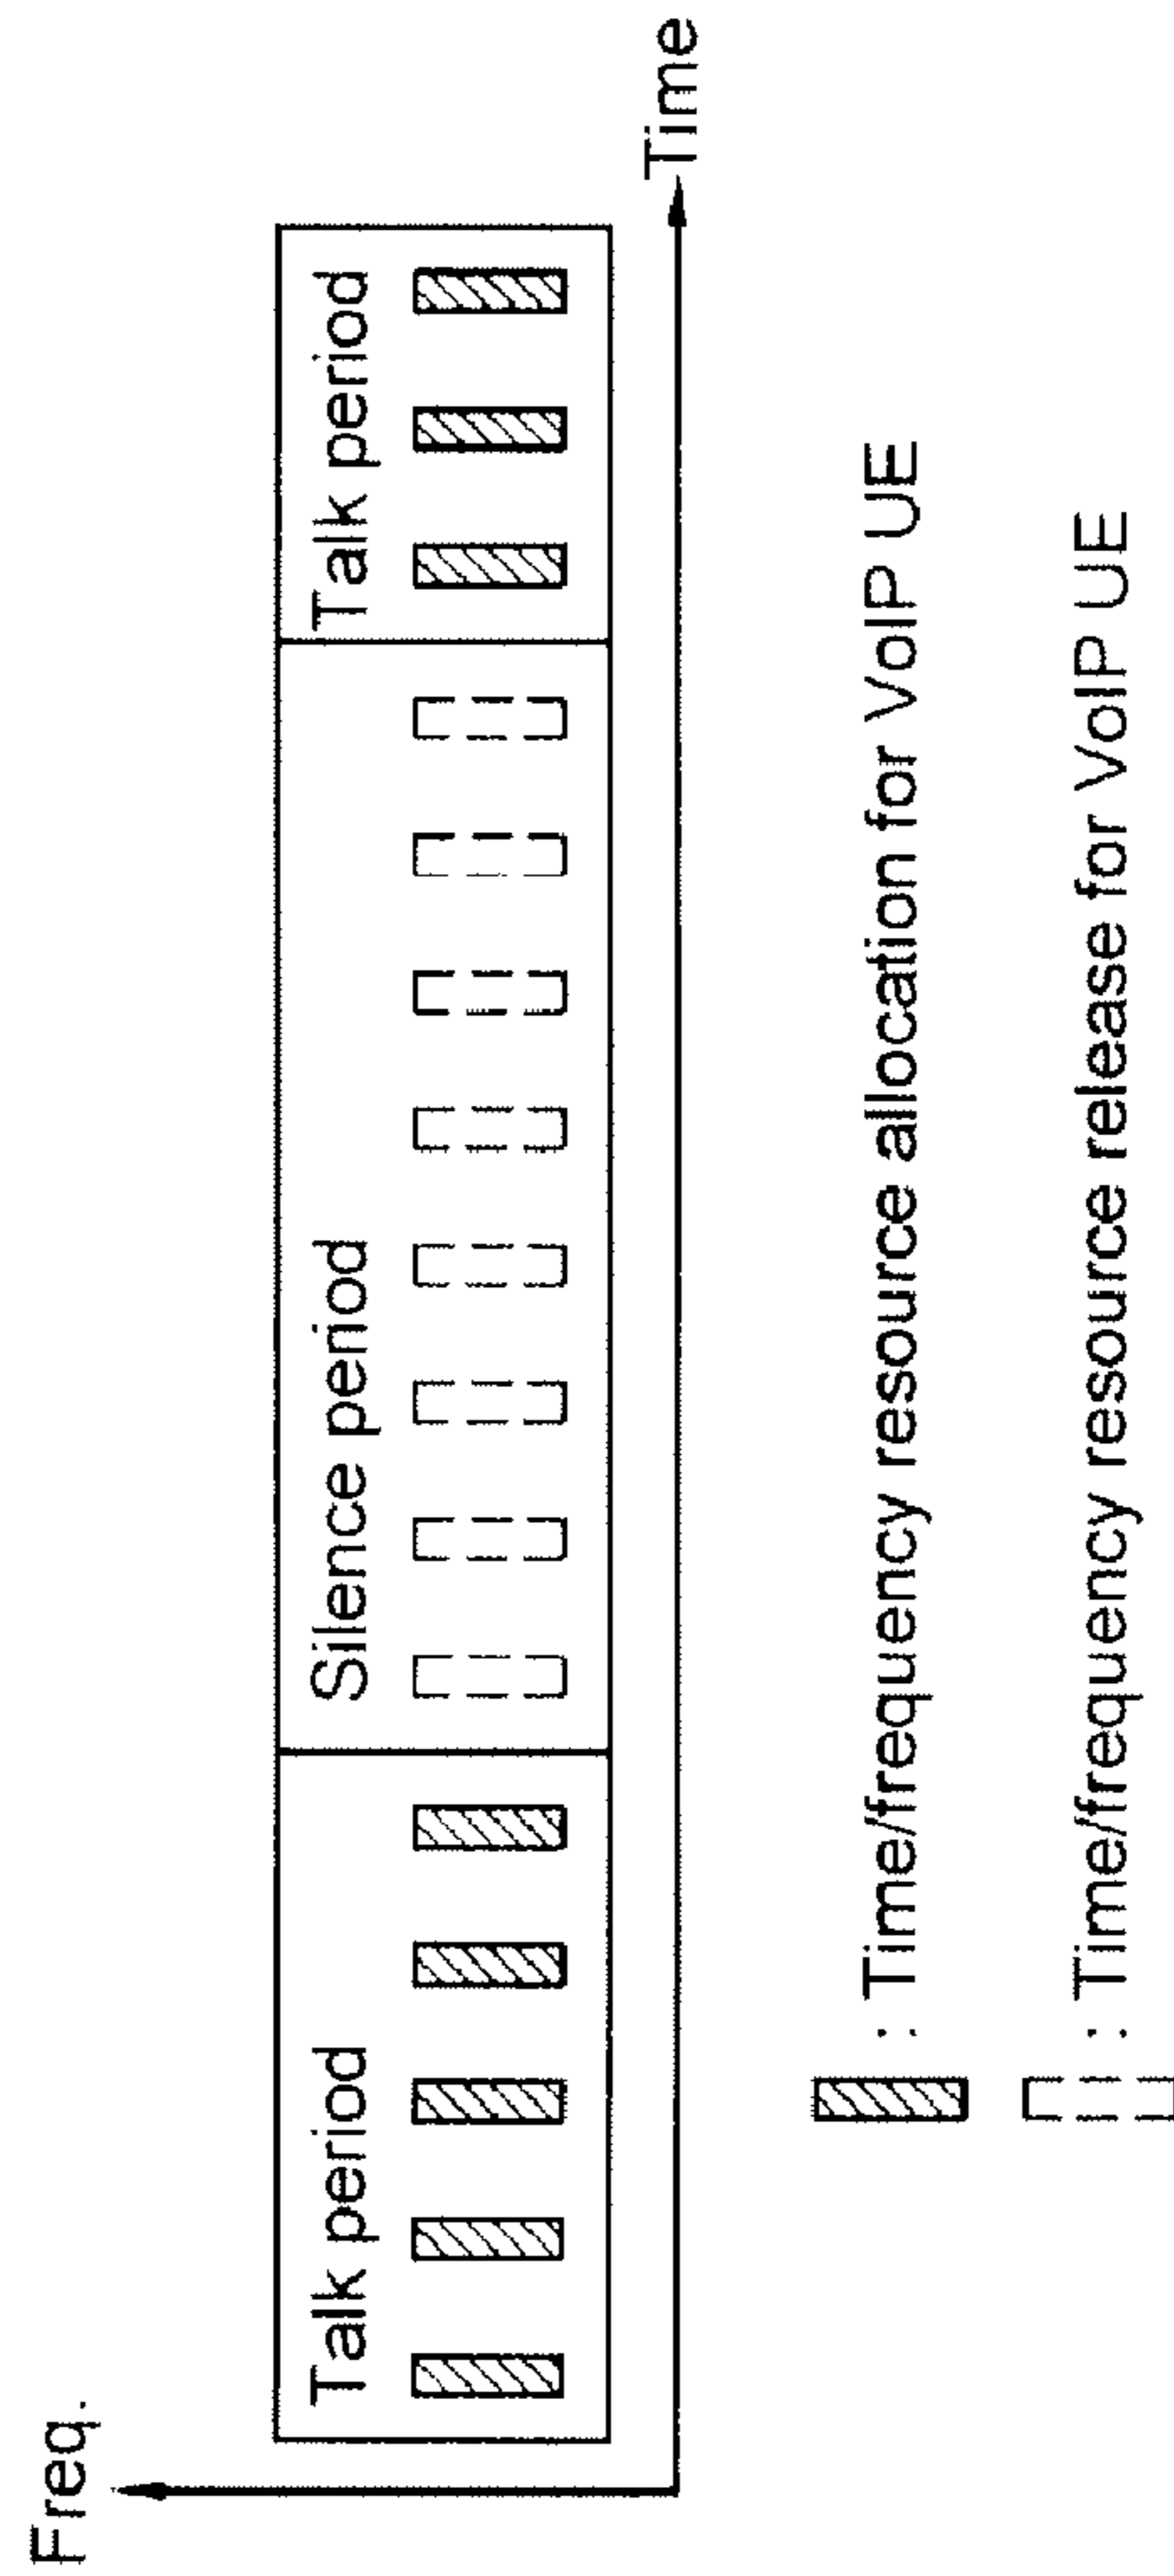 Freq.
Talk period
Silence period
Talk period
Time
: Time/frequency resource allocation for VoIP UE
: Time/frequency resource release for VoIP UE